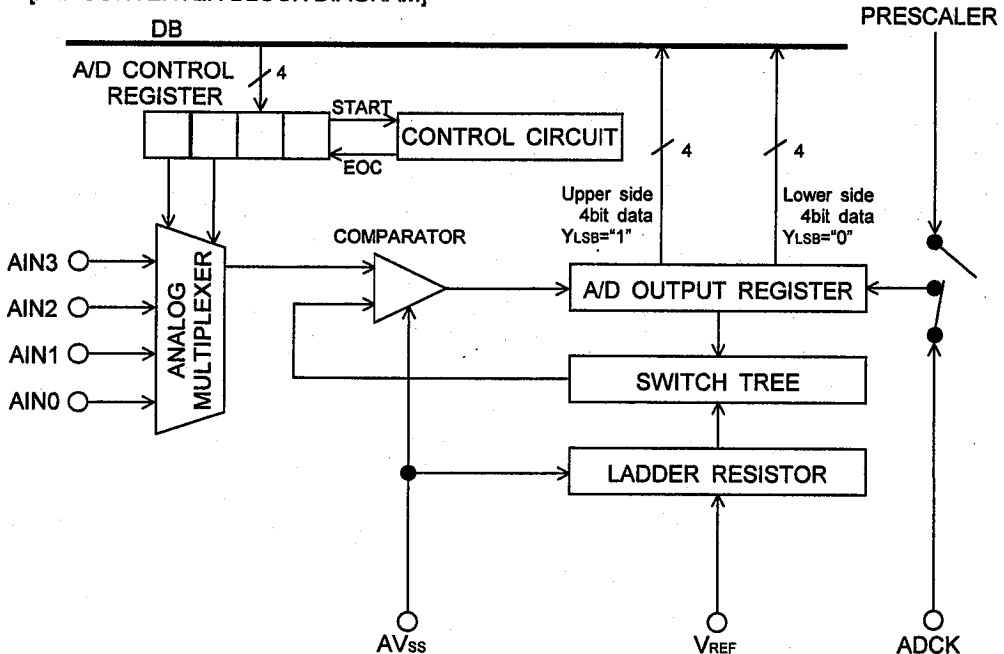 PRESCALER
DB
A/D CONTROL
REGISTER
4
START
CONTROL CIRCUIT
EOC
4
4
Upper side
4bit data
YLSB="1"
Lower side
4bit data
YLSB="0"
COMPARATOR
AIN3
AIN2
AIN1
AIN0
ANALOG
MULTIPLEXER
A/D OUTPUT REGISTER
SWITCH TREE
LADDER RESISTOR
AVSS
VREF
ADCK